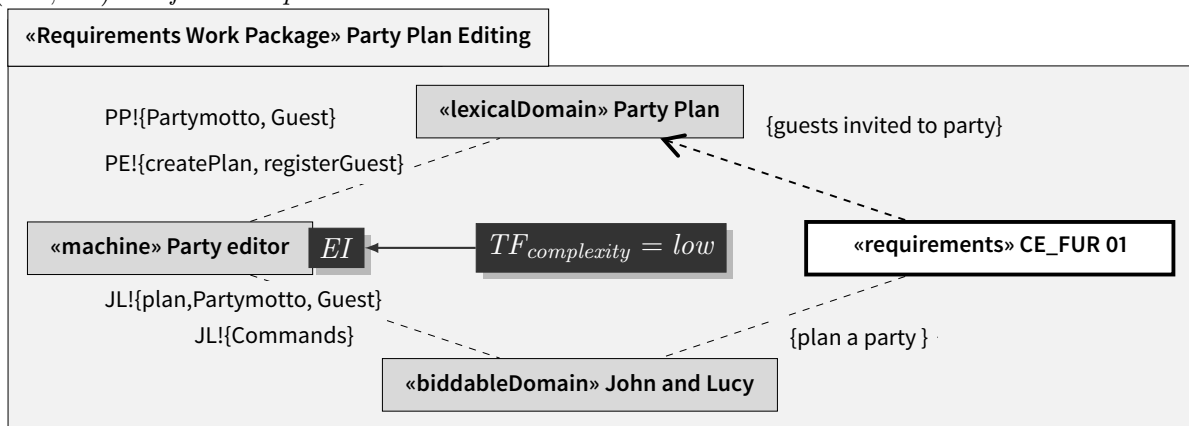 «Requirements Work Package» Party Plan Editing
PP!{Partymotto, Guest}
«lexicalDomain» Party Plan
{guests invited to party}
PE!{createPlan, registerGuest}
«machine» Party editor
EI
TF_complexity = low
«requirements» CE_FUR 01
JL!{plan,Partymotto, Guest}
JL!{Commands}
{plan a party }
«biddableDomain» John and Lucy